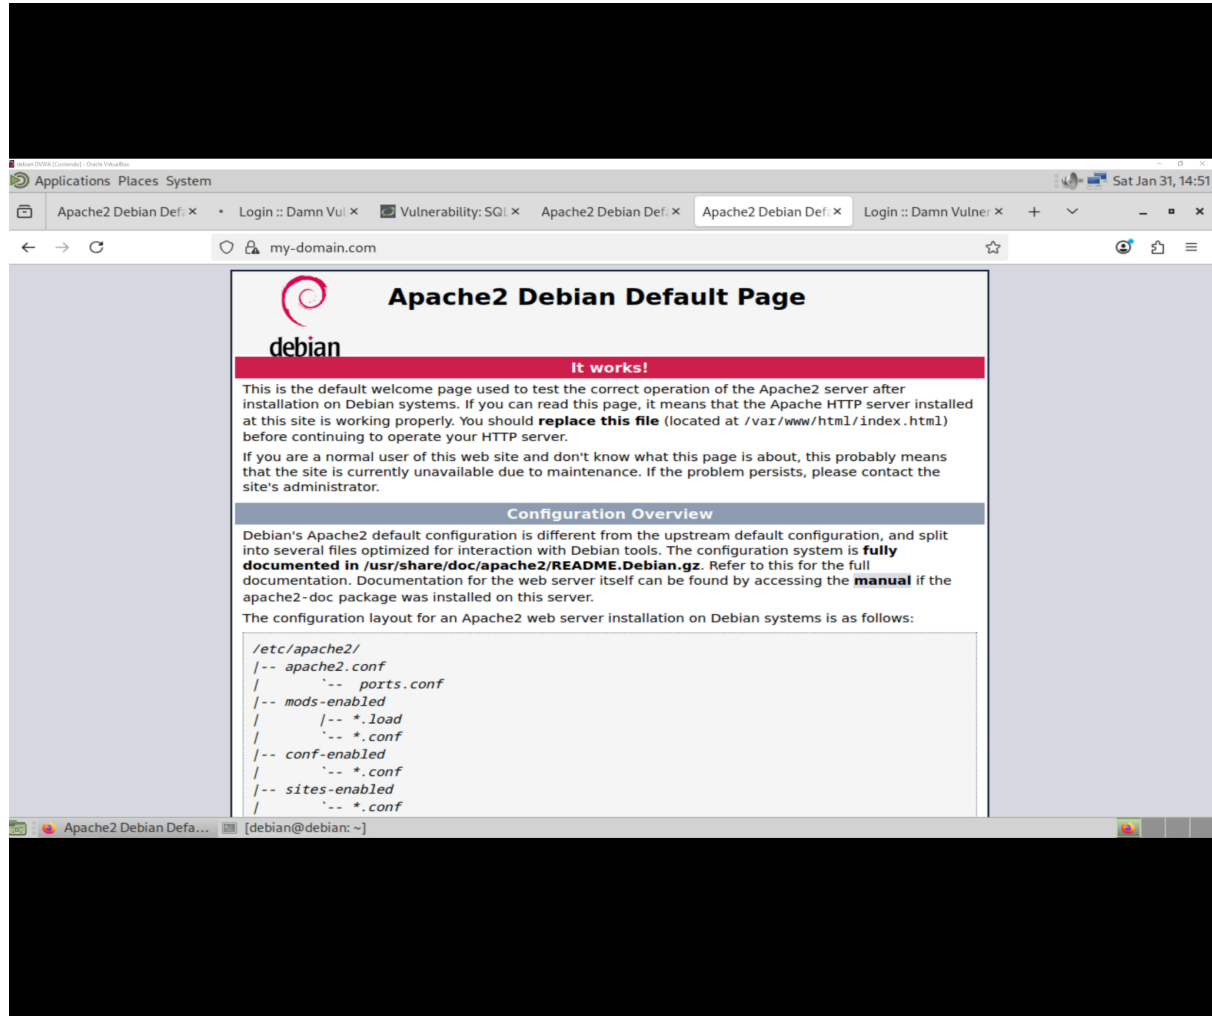 debian DVWA [Corriendo] - Oracle VirtualBox
Applications Places System
Sat Jan 31, 14:51
Apache2 Debian Defa
Login :: Damn Vul
Vulnerability: SQL
Apache2 Debian Defa
Apache2 Debian Defa
Login :: Damn Vulner
my-domain.com
Apache2 Debian Default Page
debian
It works!
This is the default welcome page used to test the correct operation of the Apache2 server after
installation on Debian systems. If you can read this page, it means that the Apache HTTP server installed
at this site is working properly. You should replace this file (located at /var/www/html/index.html)
before continuing to operate your HTTP server.
If you are a normal user of this web site and don't know what this page is about, this probably means
that the site is currently unavailable due to maintenance. If the problem persists, please contact the
site's administrator.
Configuration Overview
Debian's Apache2 default configuration is different from the upstream default configuration, and split
into several files optimized for interaction with Debian tools. The configuration system is fully
documented in /usr/share/doc/apache2/README.Debian.gz. Refer to this for the full
documentation. Documentation for the web server itself can be found by accessing the manual if the
apache2-doc package was installed on this server.
The configuration layout for an Apache2 web server installation on Debian systems is as follows:
/etc/apache2/
|-- apache2.conf
|       `--  ports.conf
|-- mods-enabled
|       |-- *.load
|       `-- *.conf
|-- conf-enabled
|       `-- *.conf
|-- sites-enabled
|       `-- *.conf
Apache2 Debian Defa...
[debian@debian: ~]